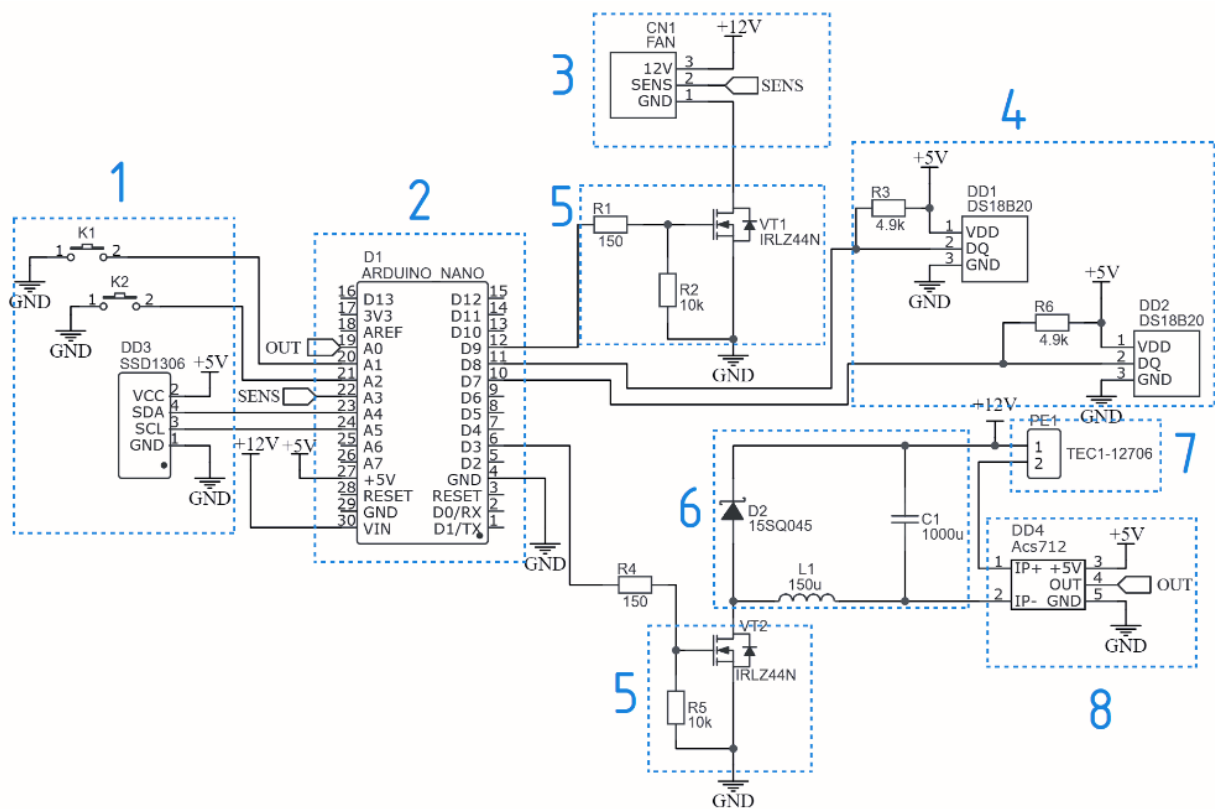 1
K1
1 2
GND
K2
1 2
GND
DD3
SSD1306
+5V
VCC 2
SDA 4
SCL 3
GND 1
GND
2
D1
ARDUINO NANO
16 D13 D12 15
17 3V3 D11 14
18 AREF D10 13
OUT 19 A0 D9 12
20 A1 D8 11
21 A2 D7 10
SENS 22 A3 D6 9
23 A4 D5 8
24 A5 D4 7
+12V +5V 25 A6 D3 6
26 A7 D2 5
27 +5V GND 4
28 RESET RESET 3
29 GND D0/RX 2
30 VIN D1/TX 1
GND
3
CN1
FAN
+12V
12V 3
SENS 2 SENS
GND 1
5
R1
150
VT1
IRLZ44N
R2
10k
GND
4
+5V
R3
4.9k
DD1
DS18B20
1 VDD
2 DQ
3 GND
GND
+5V
R6
4.9k
DD2
DS18B20
1 VDD
2 DQ
3 GND
GND
6
D2
15SQ045
C1
1000u
L1
150u
+12V
PE1
1
2
TEC1-12706
7
DD4
Acs712
+5V
1 IP+ +5V 3
OUT 4 OUT
2 IP- GND 5
GND
8
R4
150
5
VT2
IRLZ44N
R5
10k
GND